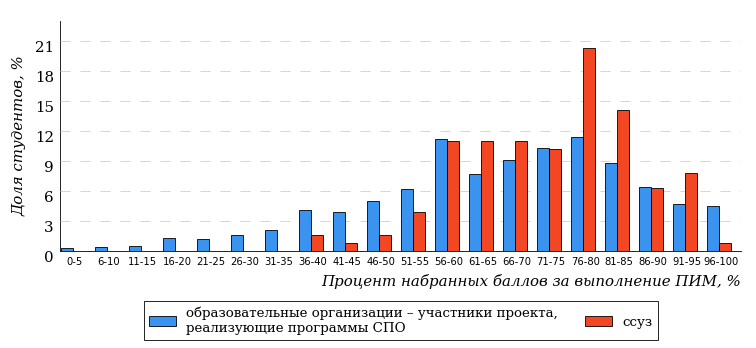 Доля студентов, %
21
18
15
12
9
6
3
0
0-5 6-10 11-15 16-20 21-25 26-30 31-35 36-40 41-45 46-50 51-55 56-60 61-65 66-70 71-75 76-80 81-85 86-90 91-95 96-100
Процент набранных баллов за выполнение ПИМ, %
образовательные организации – участники проекта,
реализующие программы СПО
ссуз